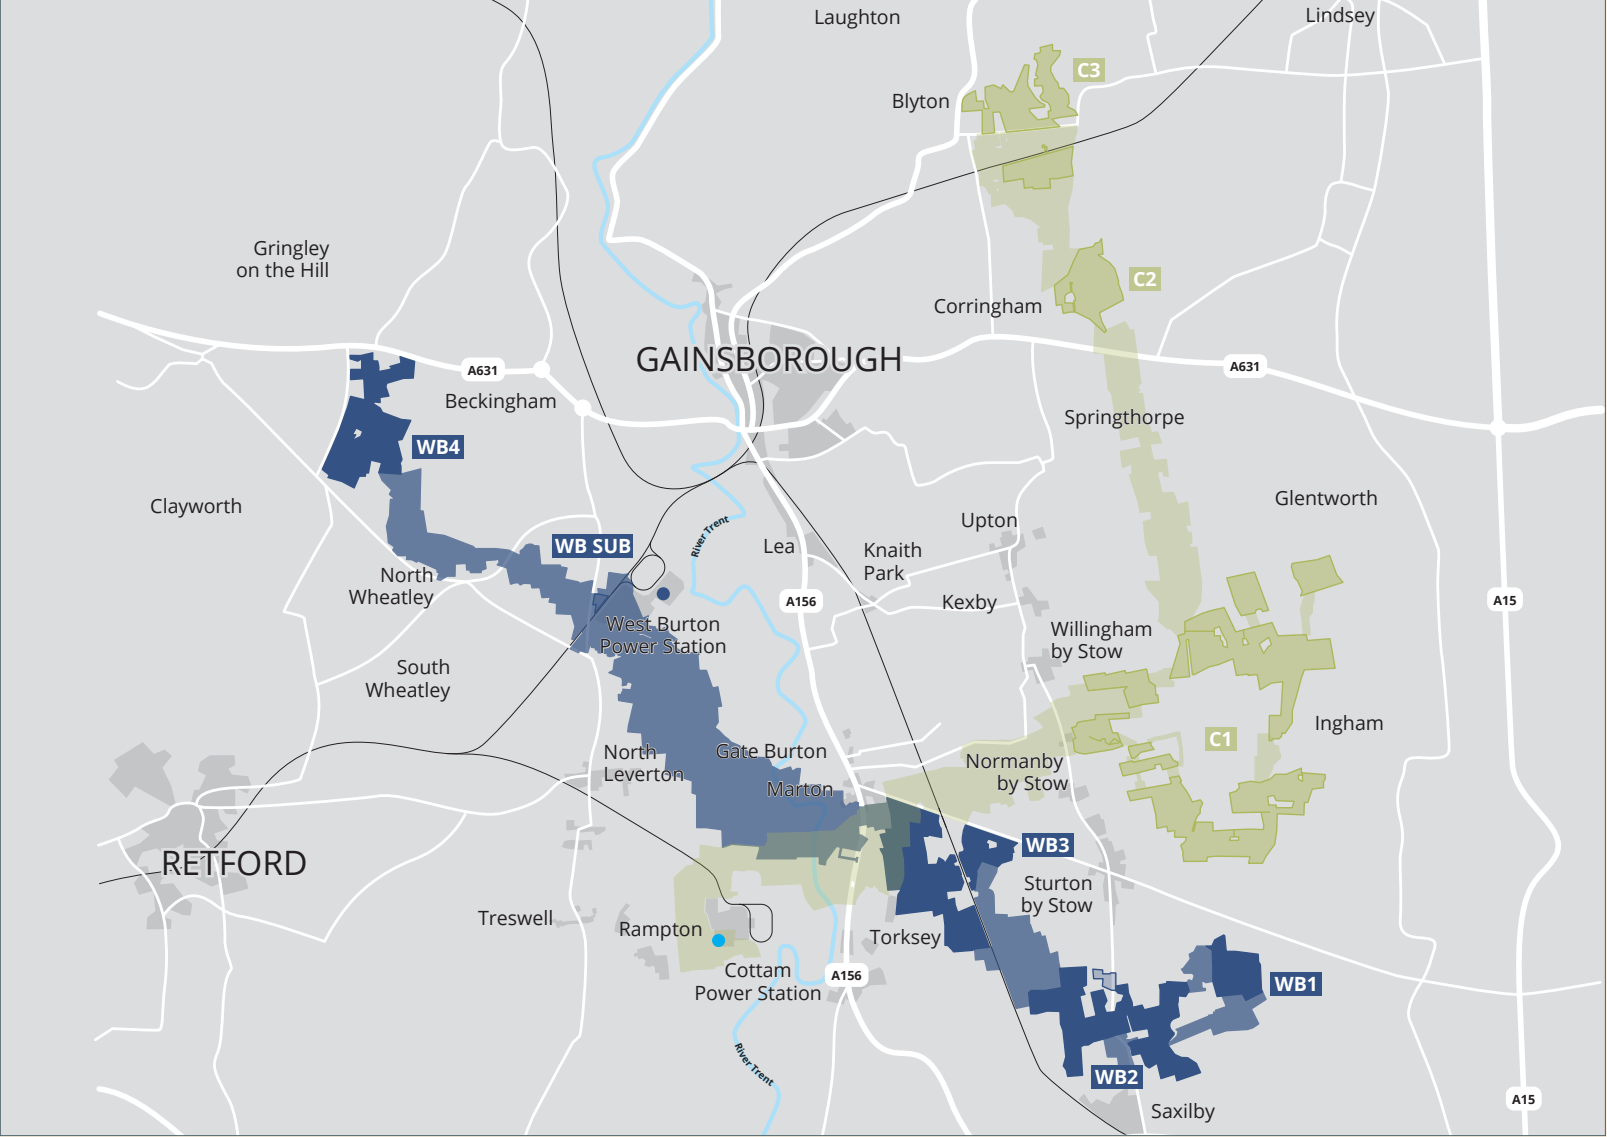 Laughton
Lindsey
C3
Blyton
Gringley
on the Hill
C2
Corringham
GAINSBOROUGH
A631
A631
Beckingham
Springthorpe
WB4
Clayworth
Glentworth
Upton
River Trent
WB SUB
Lea
Knaith
Park
North
Wheatley
A156
Kexby
A15
West Burton
Power Station
Willingham
by Stow
South
Wheatley
Ingham
C1
North
Leverton
Gate Burton
Normanby
by Stow
Marton
WB3
RETFORD
Sturton
by Stow
Treswell
Rampton
Torksey
Cottam
Power Station
A156
WB1
River Trent
WB2
A15
Saxilby